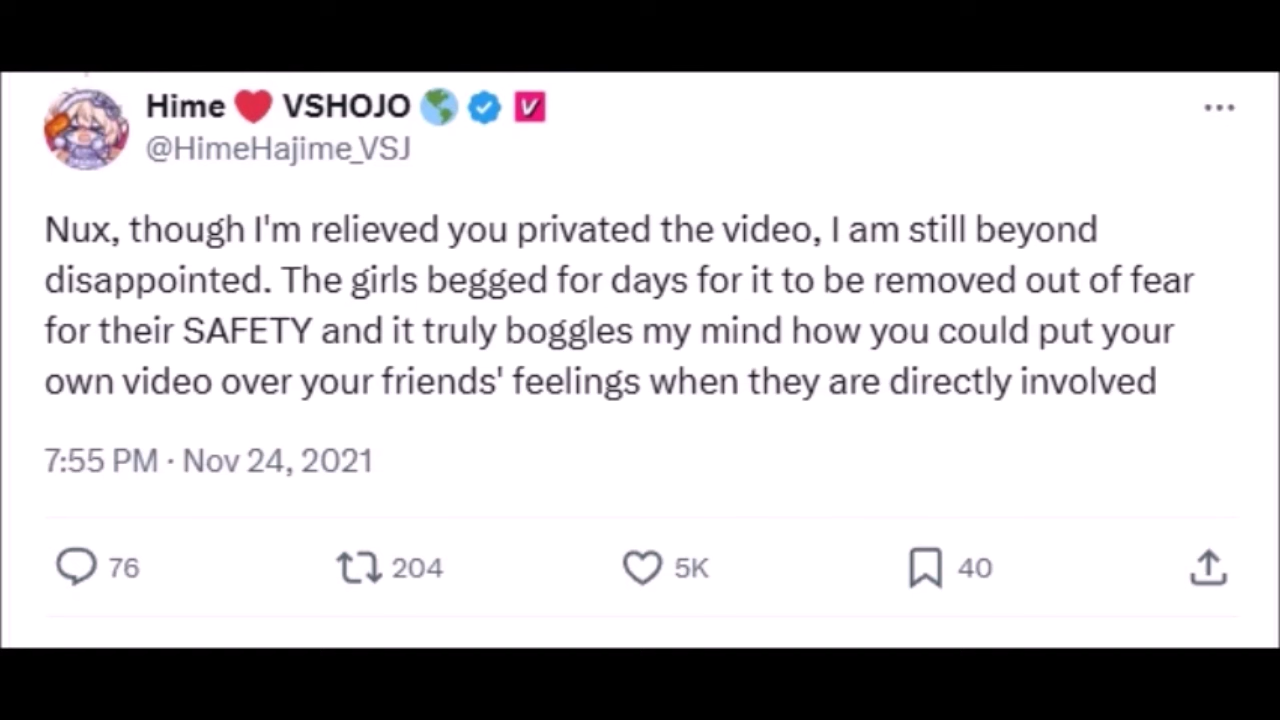 Hime ❤️ VSHOJO 🌎
@HimeHajime_VSJ
Nux, though I'm relieved you privated the video, I am still beyond
disappointed. The girls begged for days for it to be removed out of fear
for their SAFETY and it truly boggles my mind how you could put your
own video over your friends' feelings when they are directly involved
7:55 PM · Nov 24, 2021
76 204 5K 40